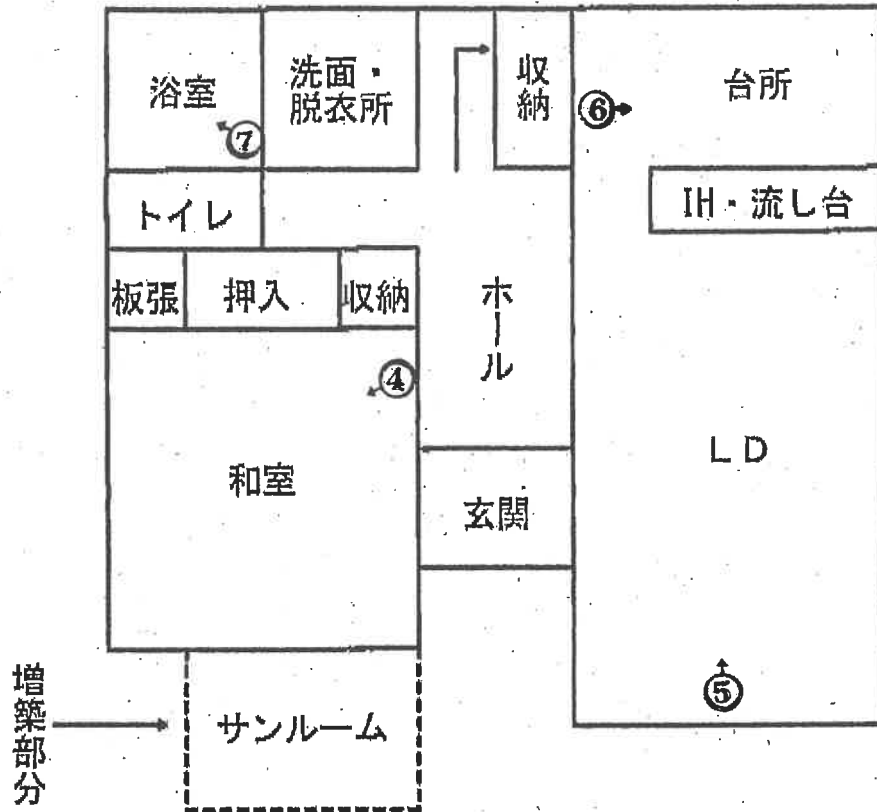 浴室
洗面・
脱衣所
収
納
台所
⑥
⑦
トイレ
IH・流し台
板張
押入
収納
ホール
④
和室
LD
玄関
⑤
増築部分
サンルーム